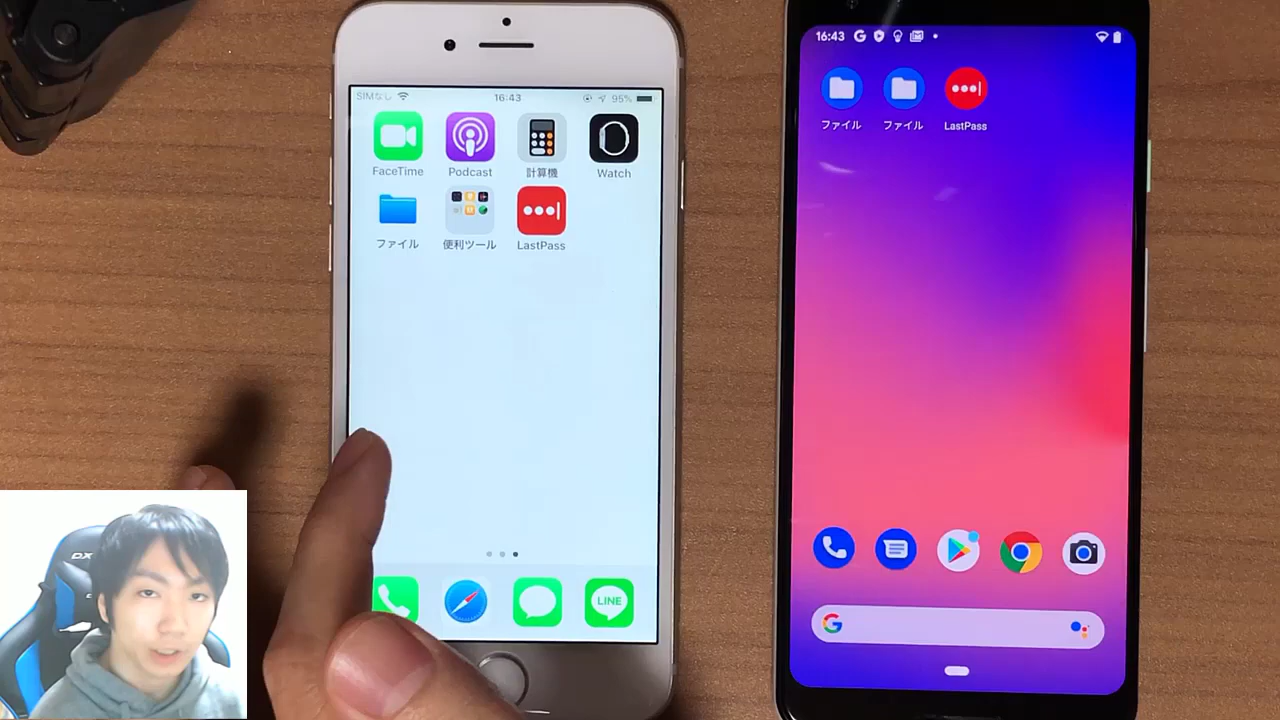 SIMなし
16:43
95%
FaceTime
Podcast
計算機
Watch
ファイル
便利ツール
LastPass
LINE
16:43
ファイル
ファイル
LastPass
DX